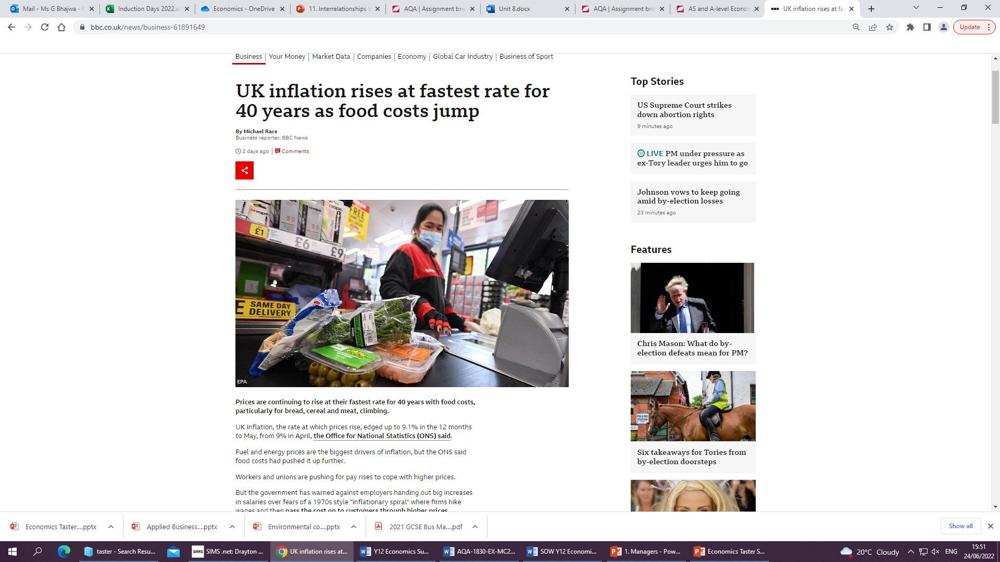 Mail - Ms G Bhajwa - 
Induction Days 2022.x
Economics - OneDrive
11. Interrelationships
AQA | Assignment brie
Unit 8.docx
AQA | Assignment brie
AS and A-level Econor
UK inflation rises at fa
bbc.co.uk/news/business-61891649
Update
Business
Your Money
Market Data
Companies
Economy
Global Car Industry
Business of Sport
UK inflation rises at fastest rate for
40 years as food costs jump
By Michael Race
Business reporter, BBC News
2 days ago
Comments
FREE
SAME DAY
DELIVERY
vape
£1
£6
£9
E SAME DAY
DELIVERY
EPA
Prices are continuing to rise at their fastest rate for 40 years with food costs,
particularly for bread, cereal and meat, climbing.
UK inflation, the rate at which prices rise, edged up to 9.1% in the 12 months
to May, from 9% in April, the Office for National Statistics (ONS) said.
Fuel and energy prices are the biggest drivers of inflation, but the ONS said
food costs had pushed it up further.
Workers and unions are pushing for pay rises to cope with higher prices.
But the government has warned against employers handing out big increases
in salaries over fears of a 1970s style "inflationary spiral" where firms hike
wages and then pass the cost on to customers through higher prices.
Top Stories
US Supreme Court strikes
down abortion rights
9 minutes ago
LIVE PM under pressure as
ex-Tory leader urges him to go
Johnson vows to keep going
amid by-election losses
23 minutes ago
Features
Chris Mason: What do by-
election defeats mean for PM?
POLLING
STATION
Six takeaways for Tories from
by-election doorsteps
Economics Taster....pptx
Applied Business....pptx
Environmental co....pptx
2021 GCSE Bus Ma....pdf
Show all
taster - Search Resu...
SIMS .net: Drayton ...
UK inflation rises at...
Y12 Economics Su...
AQA-1830-EX-MC2...
SOW Y12 Economi...
1. Managers - Pow...
Economics Taster S...
20°C Cloudy
ENG
15:51
24/06/2022